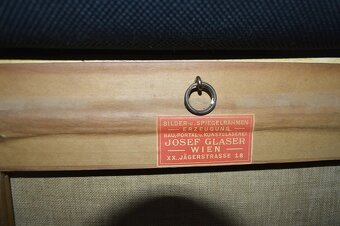 BILDER- u. SPIEGELRAHMEN
ERZEUGUNG
BAU, PORTAL u. KUNSTGLASEREI
JOSEF GLASER
WIEN
XX. JÄGERSTRASSE 18